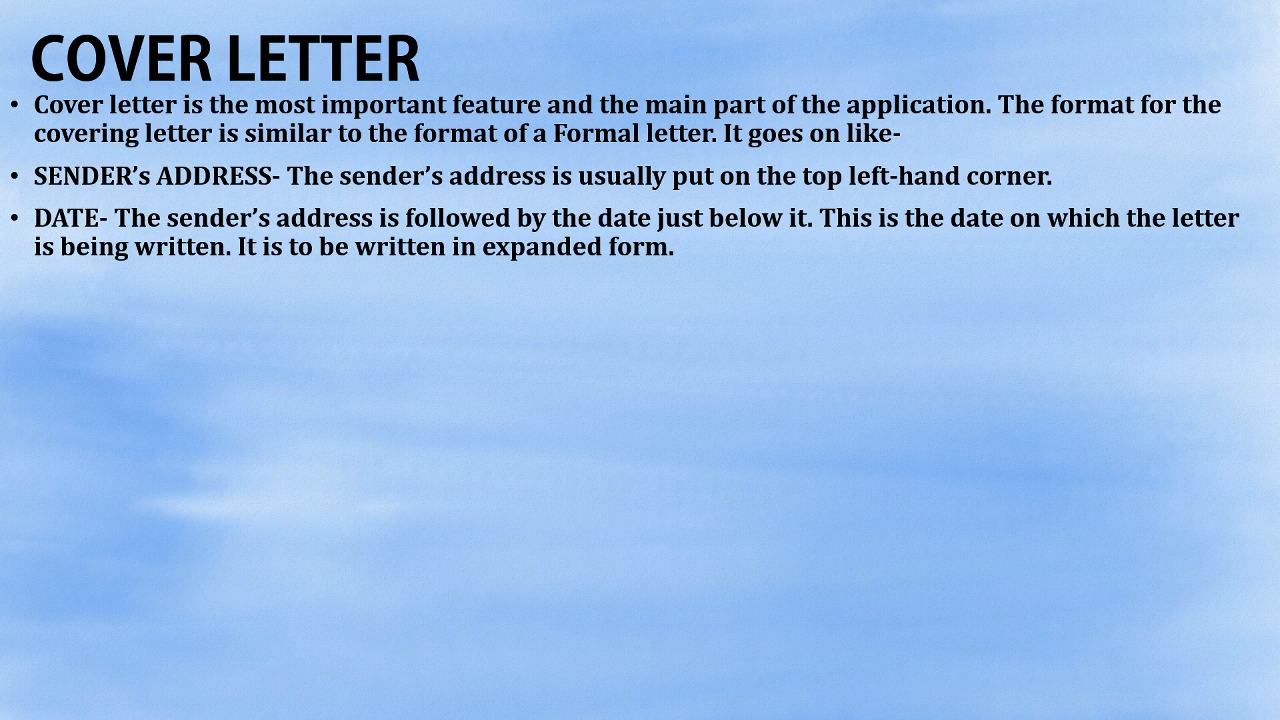 COVER LETTER
• Cover letter is the most important feature and the main part of the application. The format for the
covering letter is similar to the format of a Formal letter. It goes on like-
• SENDER’s ADDRESS- The sender’s address is usually put on the top left-hand corner.
• DATE- The sender’s address is followed by the date just below it. This is the date on which the letter
is being written. It is to be written in expanded form.